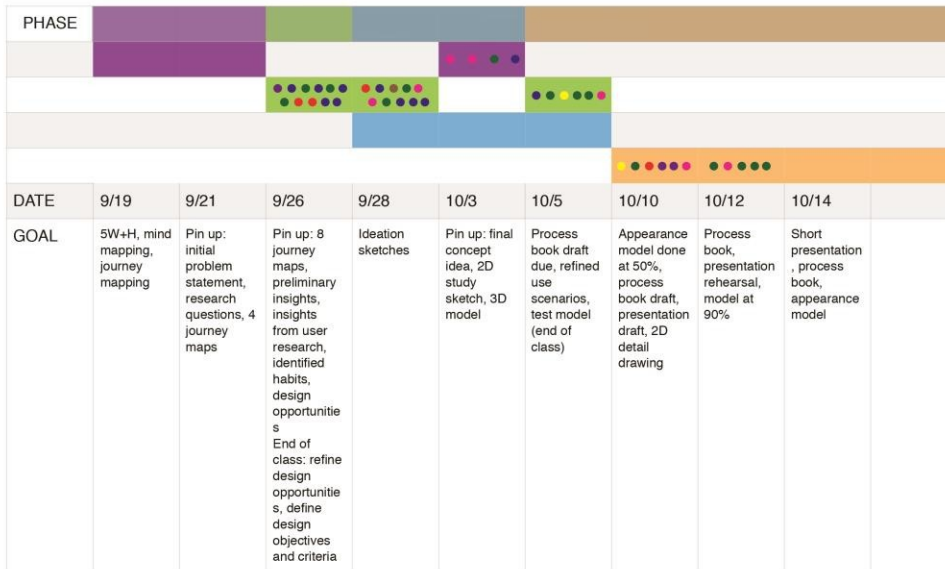 PHASE
DATE 9/19 9/21 9/26 9/28 10/3 10/5 10/10 10/12 10/14
GOAL
5W+H, mind
mapping,
journey
mapping
Pin up:
initial
problem
statement,
research
questions, 4
journey
maps
Pin up: 8
journey
maps,
preliminary
insights,
insights
from user
research,
identified
habits,
design
opportunitie
s
End of
class: refine
design
opportunitie
s, define
design
objectives
and criteria
Ideation
sketches
Pin up: final
concept
idea, 2D
study
sketch, 3D
model
Process
book draft
due, refined
use
scenarios,
test model
(end of
class)
Appearance
model done
at 50%,
process
book draft,
presentation
draft, 2D
detail
drawing
Process
book,
presentation
rehearsal,
model at
90%
Short
presentation
, process
book,
appearance
model